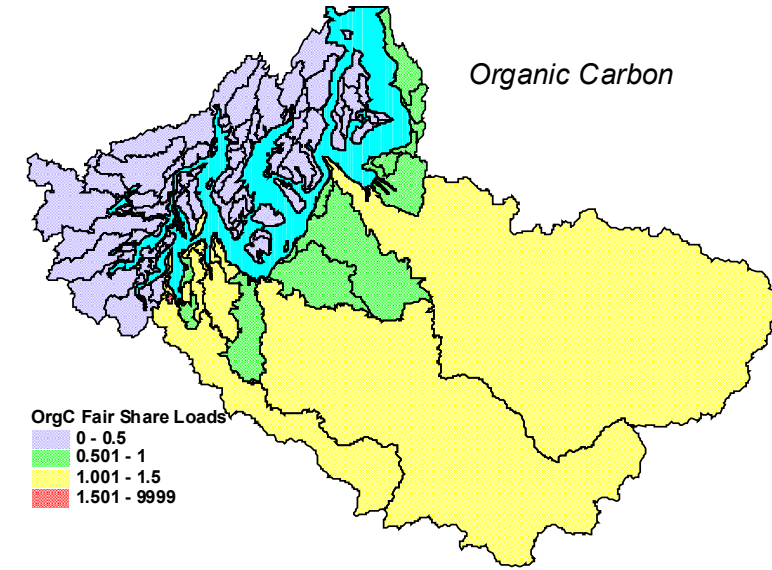 Organic Carbon
OrgC Fair Share Loads
0 - 0.5
0.501 - 1
1.001 - 1.5
1.501 - 9999